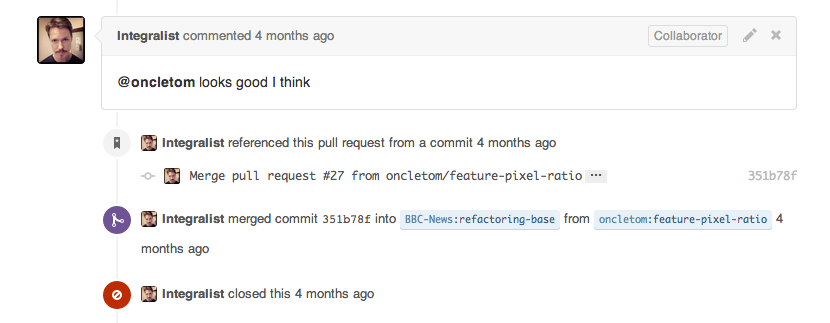 Integralist commented 4 months ago Collaborator
@oncletom looks good I think
Integralist referenced this pull request from a commit 4 months ago
Merge pull request #27 from oncletom/feature-pixel-ratio ••• 351b78f
Integralist merged commit 351b78f into BBC-News:refactoring-base from oncletom:feature-pixel-ratio 4
months ago
Integralist closed this 4 months ago